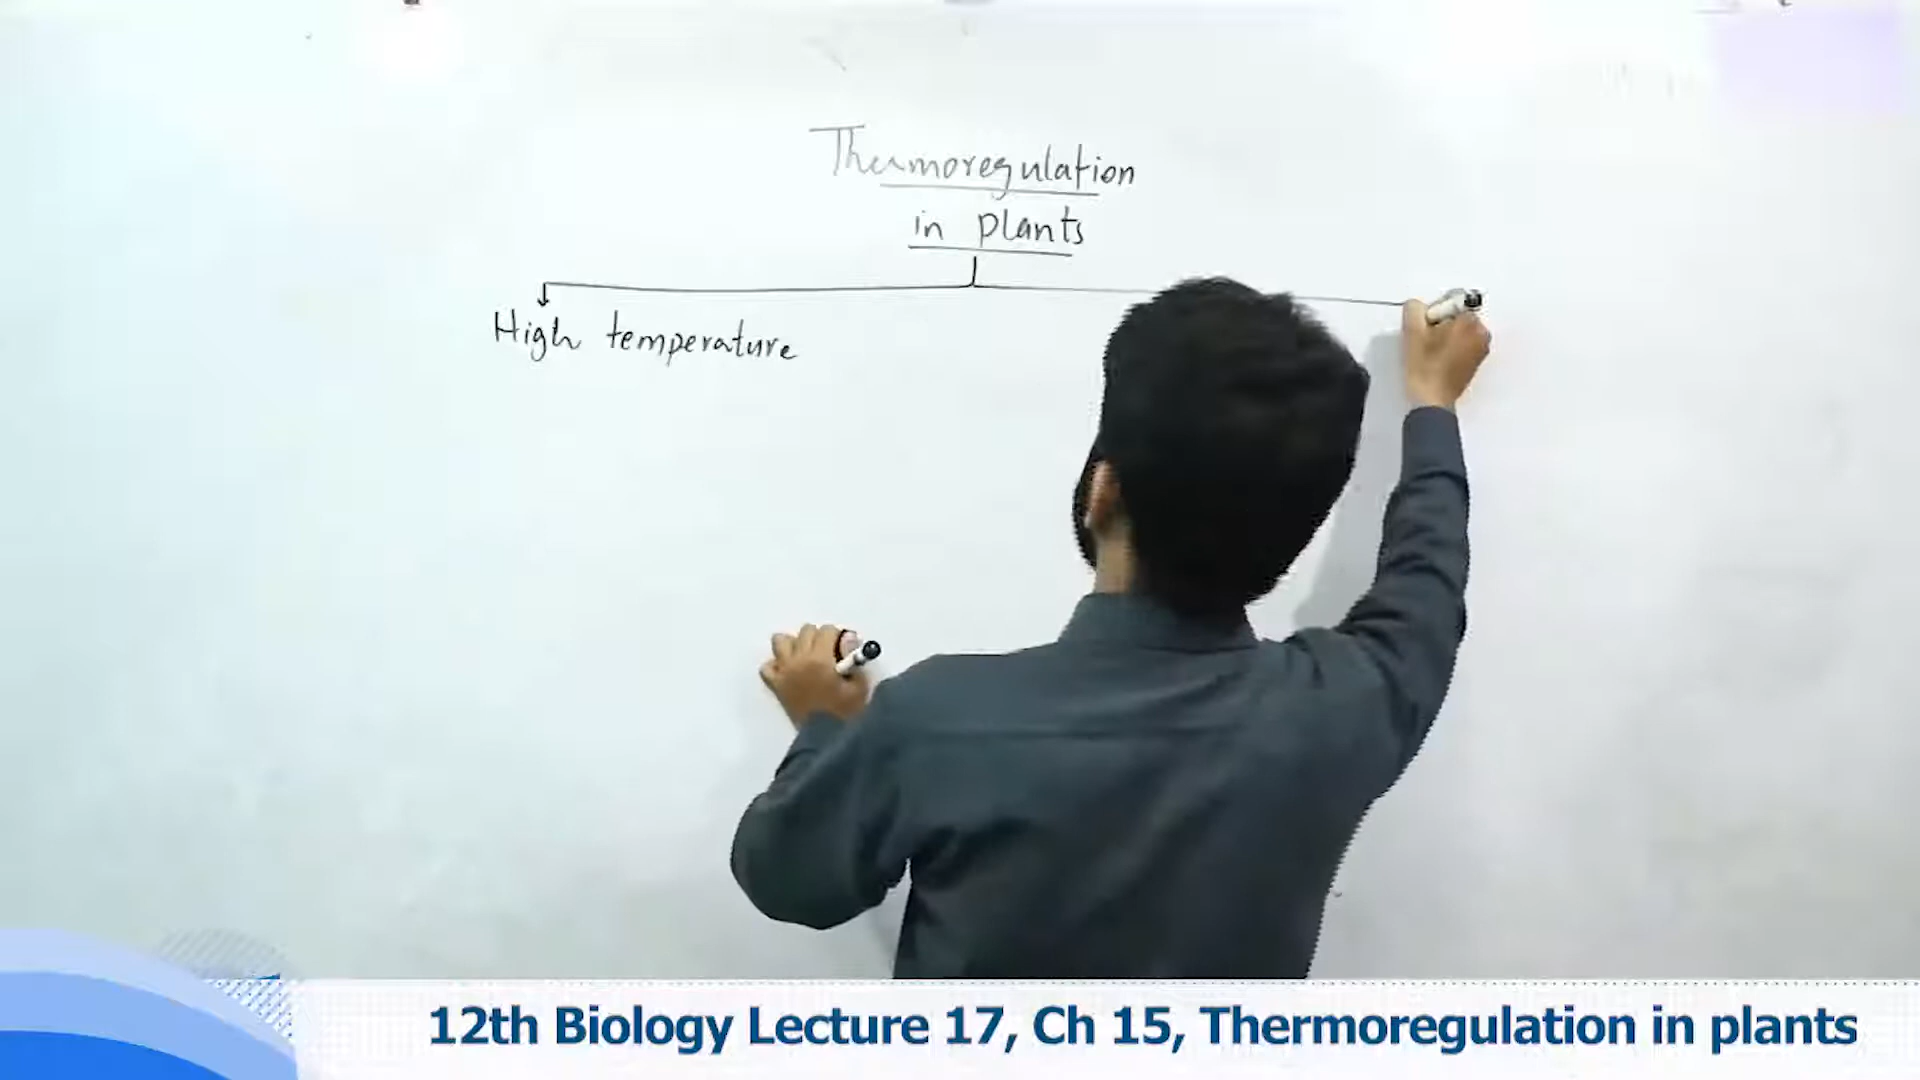 Thermoregulation
in plants
High temperature
12th Biology Lecture 17, Ch 15, Thermoregulation in plants